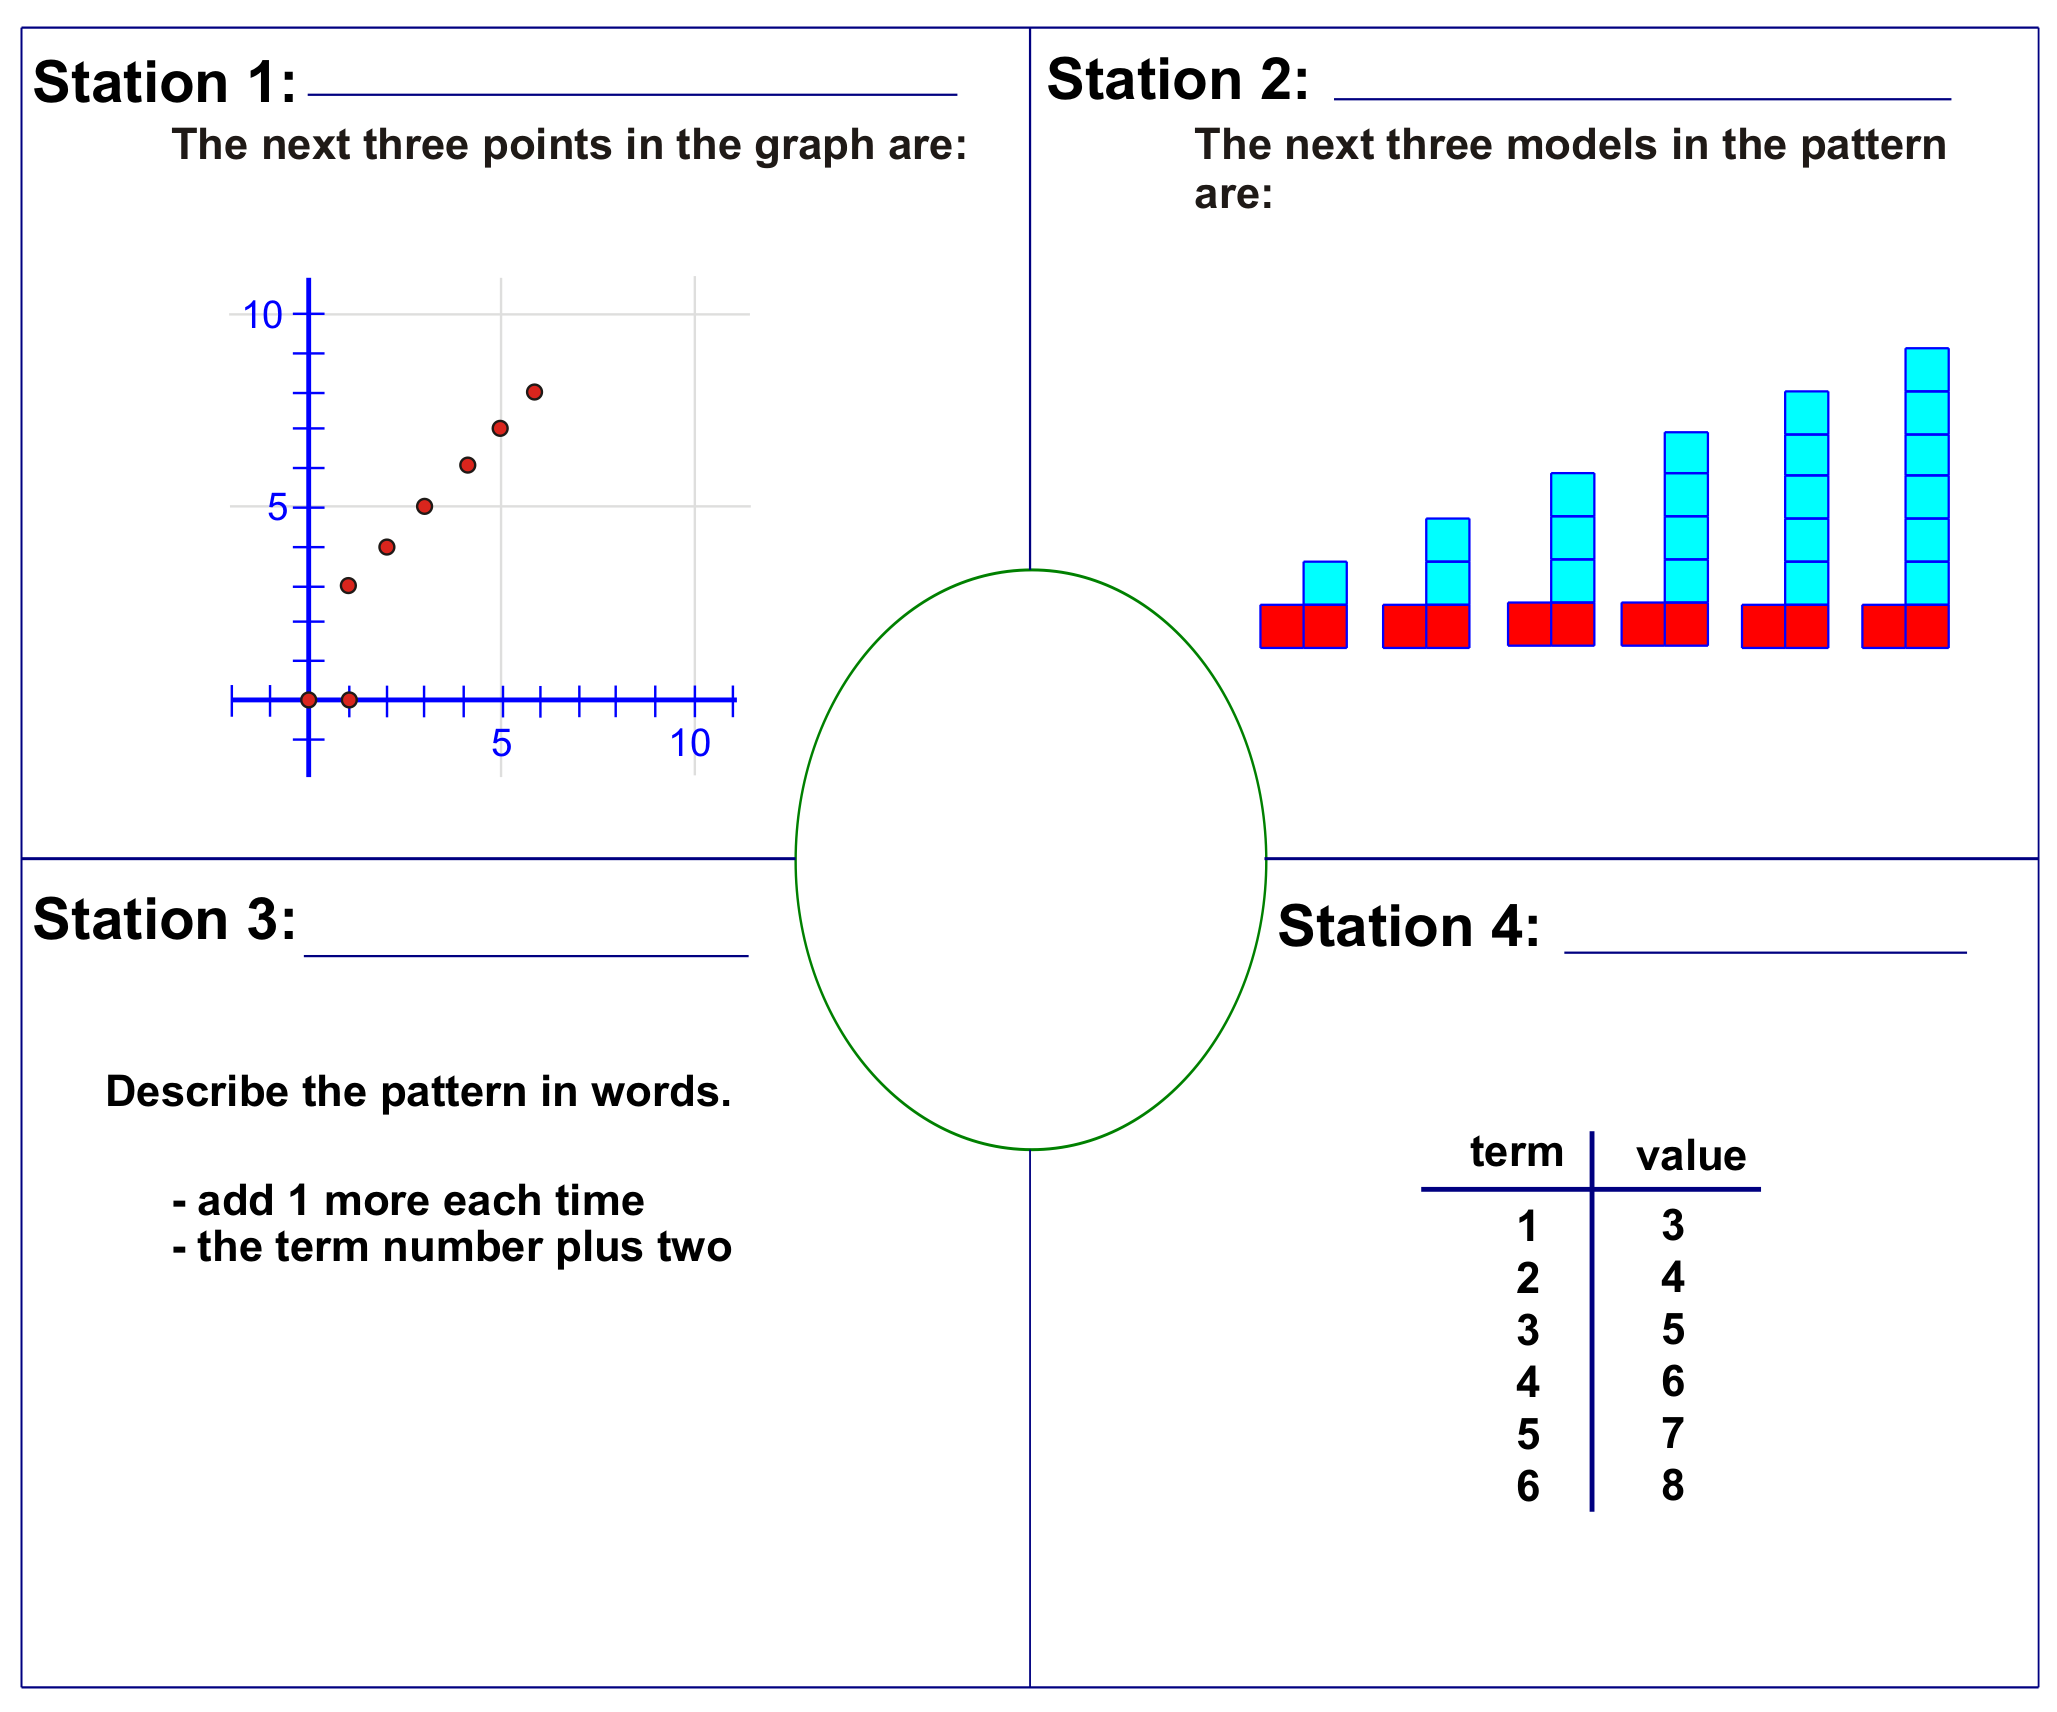 Station 1:
The next three points in the graph are:
10
5
5
10
Station 2:
The next three models in the pattern
are:
Station 3:
Describe the pattern in words.
- add 1 more each time
- the term number plus two
Station 4:
term value
1 3
2 4
3 5
4 6
5 7
6 8